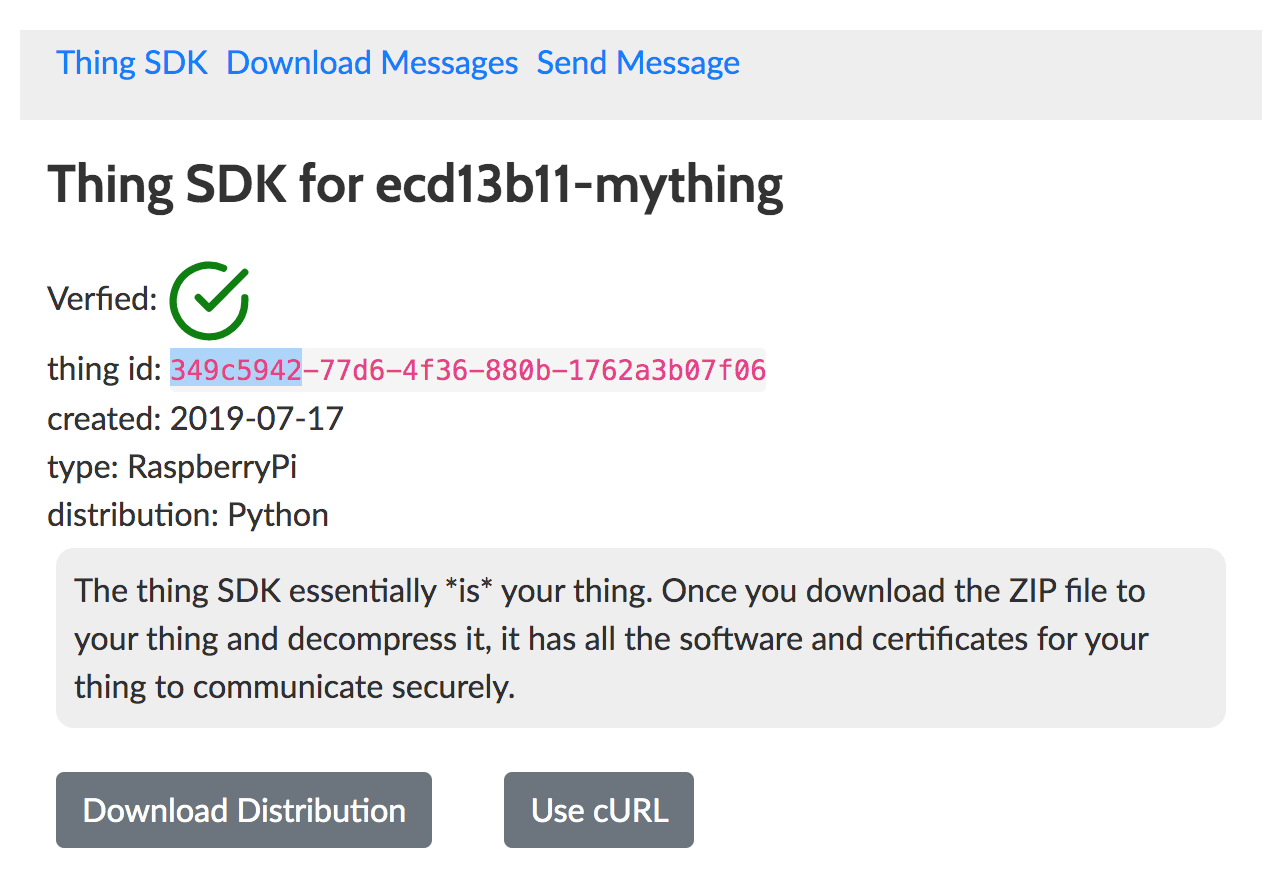 Thing SDK Download Messages Send Message
Thing SDK for ecd13b11-mything
Verfied:
thing id: 349c5942-77d6-4f36-880b-1762a3b07f06
created: 2019-07-17
type: RaspberryPi
distribution: Python
The thing SDK essentially *is* your thing. Once you download the ZIP file to
your thing and decompress it, it has all the software and certificates for your
thing to communicate securely.
Download Distribution Use cURL